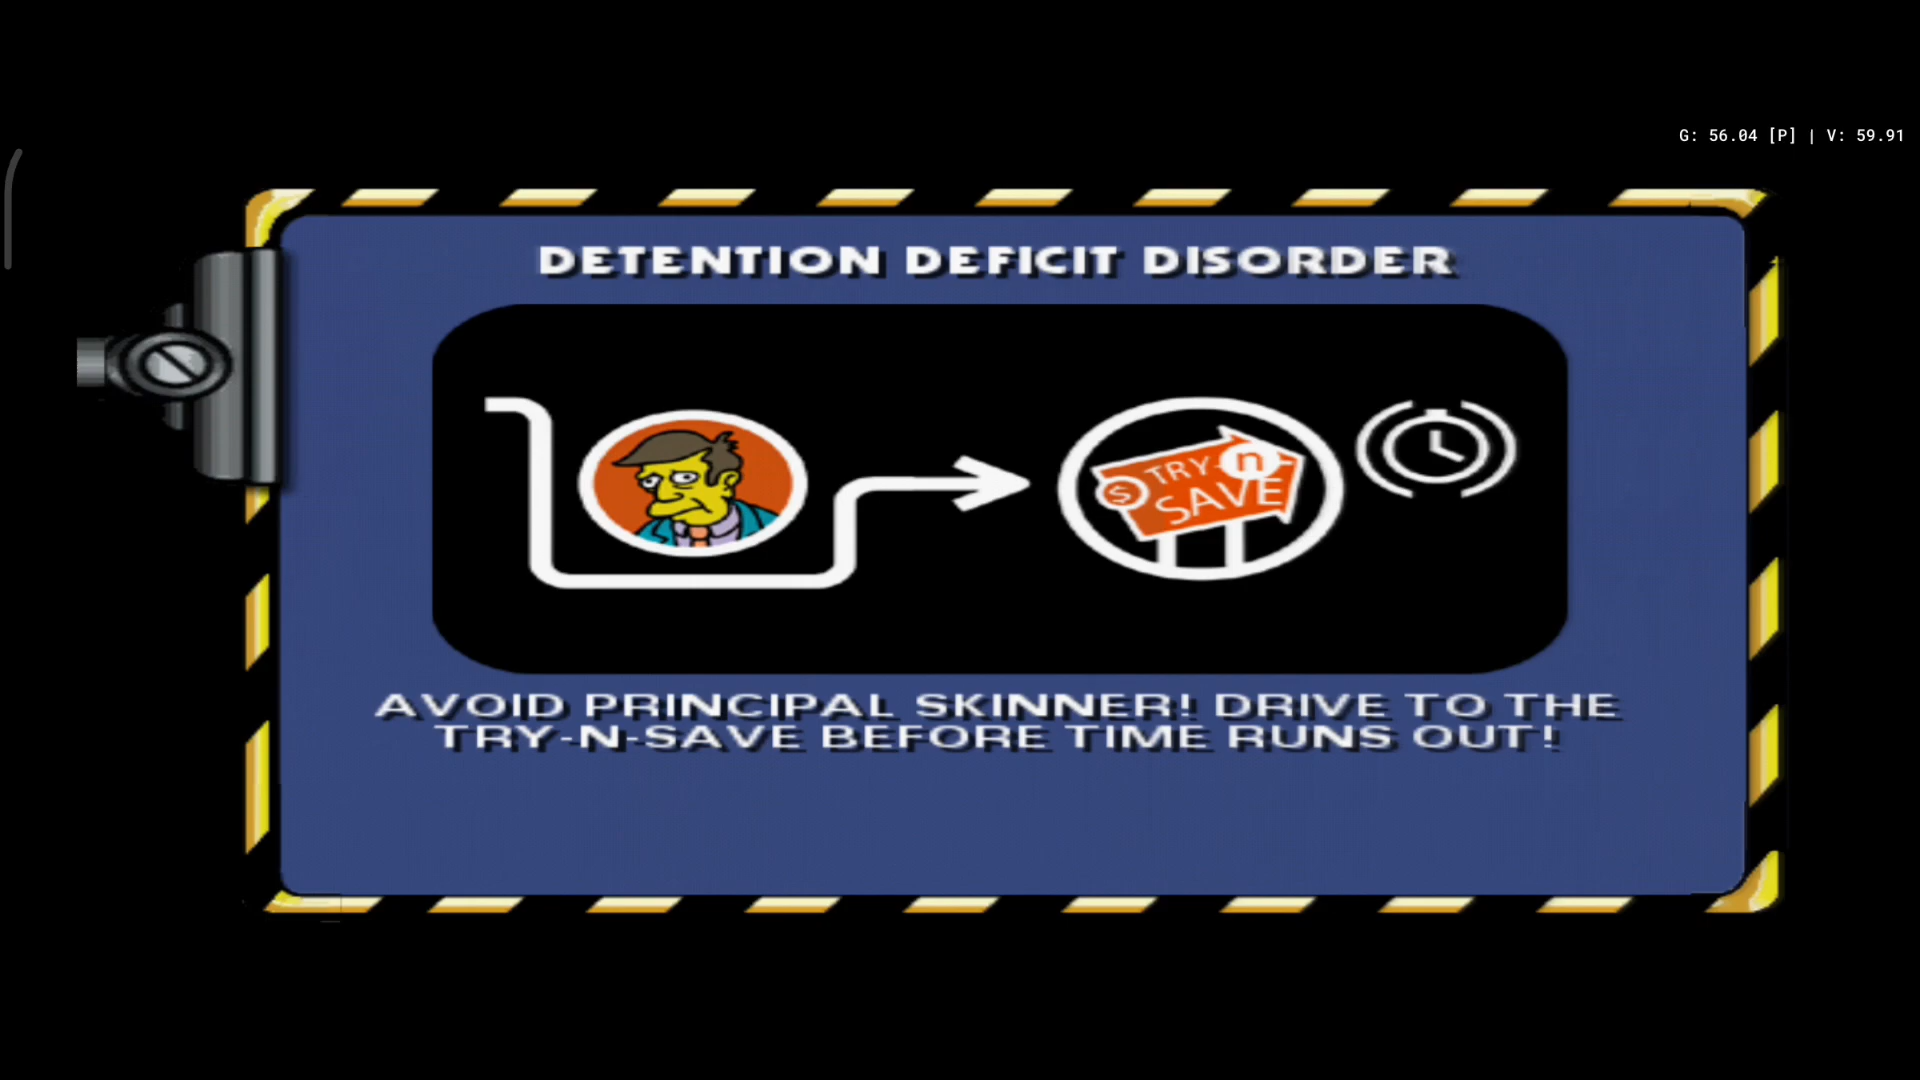 G: 56.04 [P] | V: 59.91
DETENTION DEFICIT DISORDER
$ TRY-n
SAVE
AVOID PRINCIPAL SKINNER! DRIVE TO THE
TRY-N-SAVE BEFORE TIME RUNS OUT!